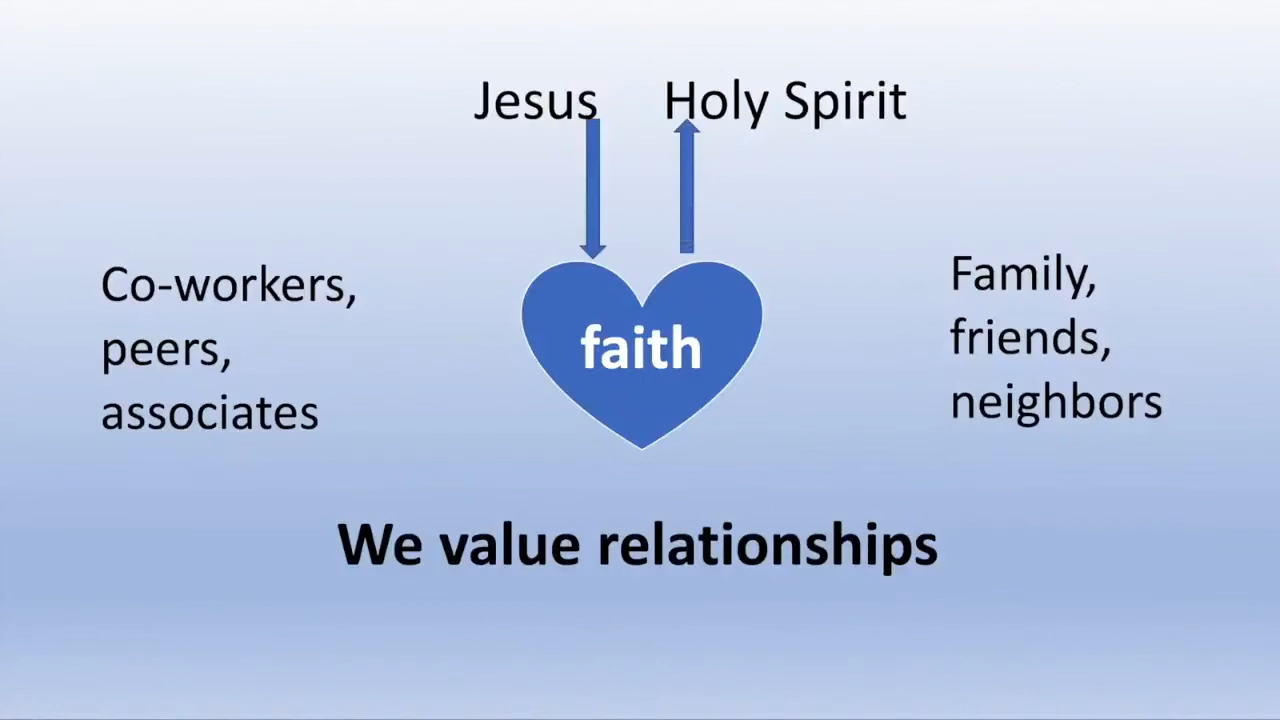 Jesus Holy Spirit
Co-workers,
peers,
associates
faith
Family,
friends,
neighbors
We value relationships